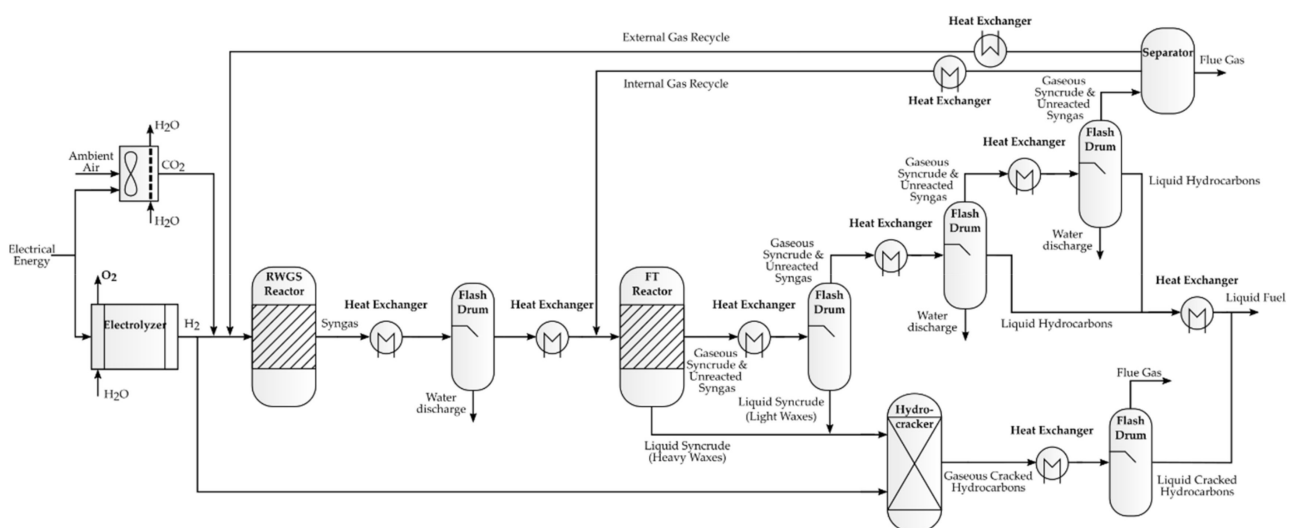 Heat Exchanger
External Gas Recycle
Separator
Flue Gas
Internal Gas Recycle
Heat Exchanger
Gaseous
Syncrude &
Unreacted
Syngas
H2O
Ambient
Air
CO2
H2O
Flash
Drum
Heat Exchanger
Liquid Hydrocarbons
Gaseous
Syncrude &
Unreacted
Syngas
Flash
Drum
Heat Exchanger
Water
discharge
Electrical
Energy
Gaseous
Syncrude &
Unreacted
Syngas
O2
Electrolyzer
H2
H2O
RWGS
Reactor
Syngas
Heat Exchanger
Flash
Drum
Water
discharge
Heat Exchanger
FT
Reactor
Heat Exchanger
Gaseous
Syncrude &
Unreacted
Syngas
Flash
Drum
Water
discharge
Liquid Hydrocarbons
Heat Exchanger
Liquid Fuel
Liquid Syncrude
(Light Waxes)
Liquid Syncrude
(Heavy Waxes)
Hydro-
cracker
Gaseous Cracked
Hydrocarbons
Heat Exchanger
Flue Gas
Flash
Drum
Liquid Cracked
Hydrocarbons